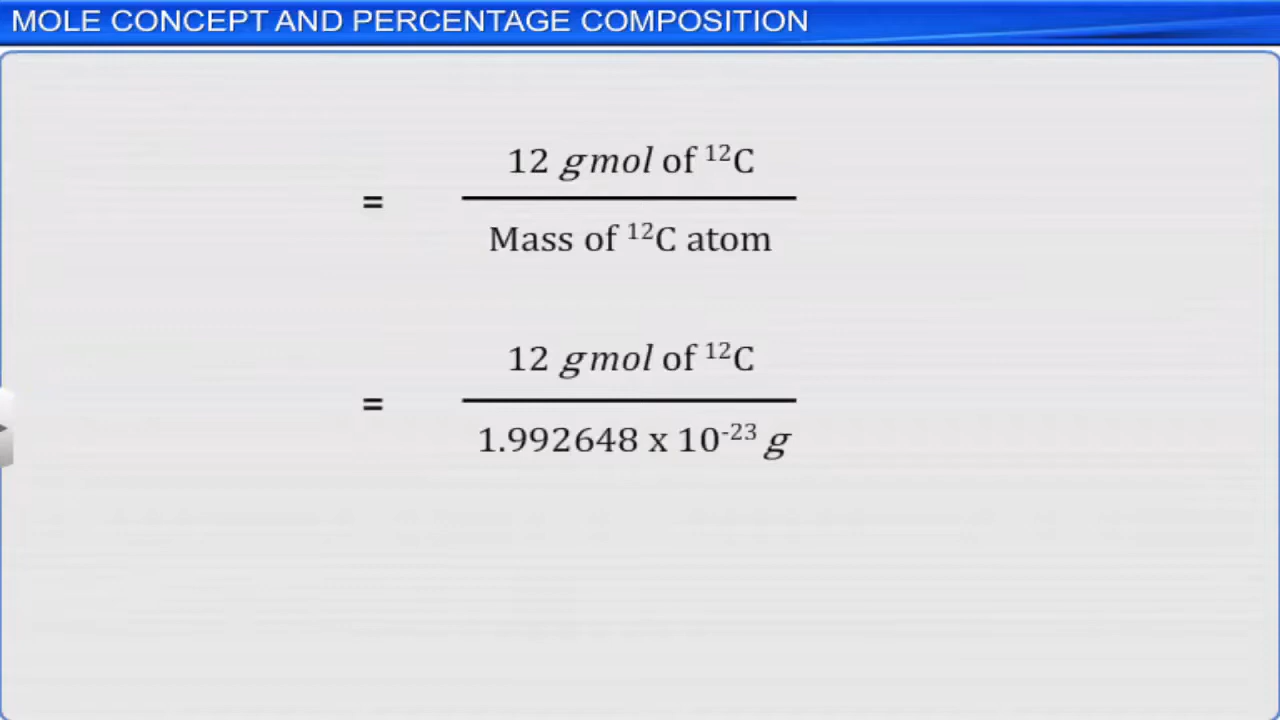 MOLE CONCEPT AND PERCENTAGE COMPOSITION
12 gmol of ¹²C
=
Mass of ¹²C atom
12 gmol of ¹²C
=
1.992648 x 10⁻²³ g